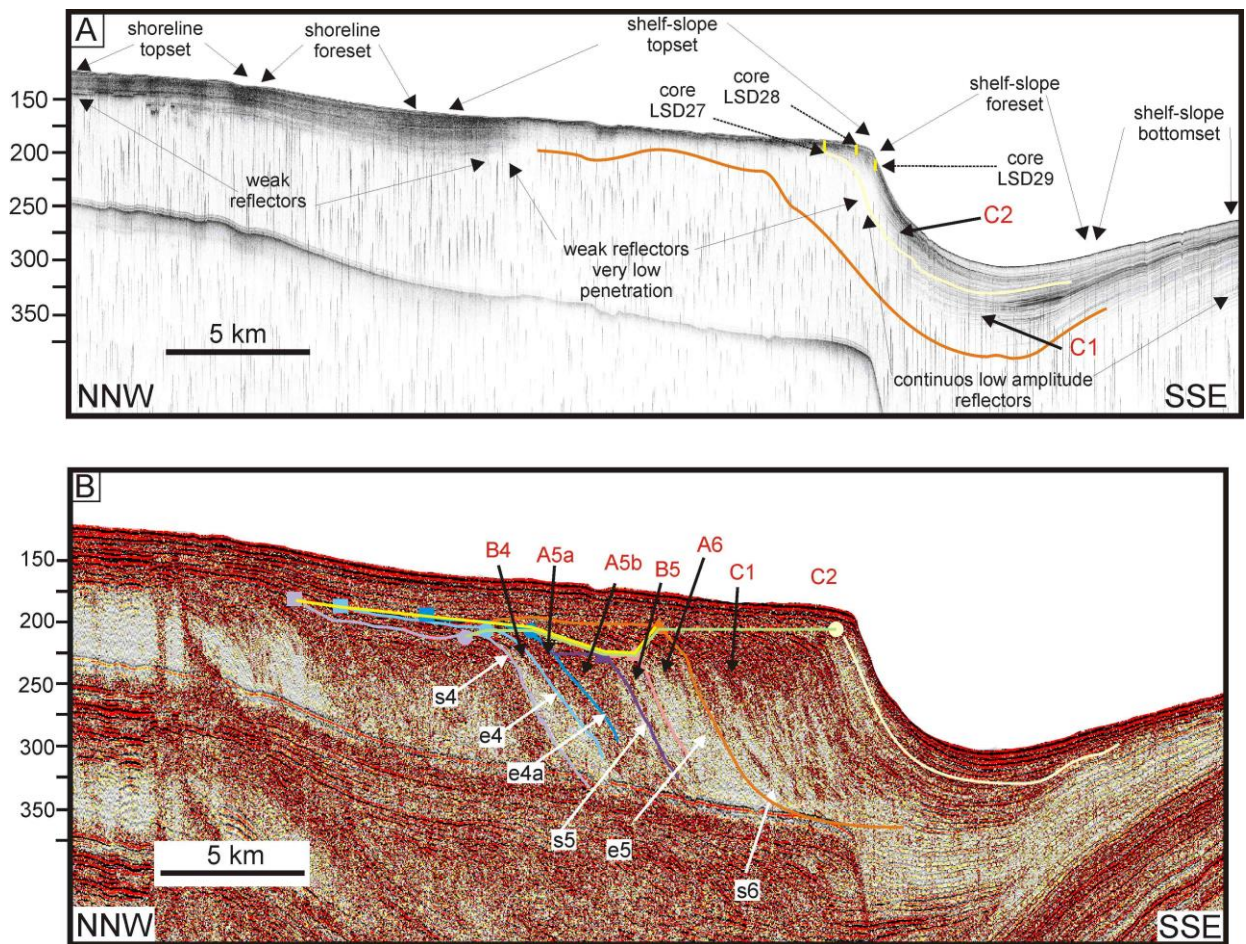 A
shoreline
topset
shoreline
foreset
shelf-slope
topset
core
LSD27
core
LSD28
shelf-slope
foreset
shelf-slope
bottomset
core
LSD29
150
200
250
300
350
weak
reflectors
weak reflectors
very low
penetration
C2
C1
continuos low amplitude
reflectors
5 km
NNW
SSE
B
150
200
250
300
350
B4
A5a
A5b
B5
A6
C1
C2
s4
e4
e4a
s5
e5
s6
5 km
NNW
SSE